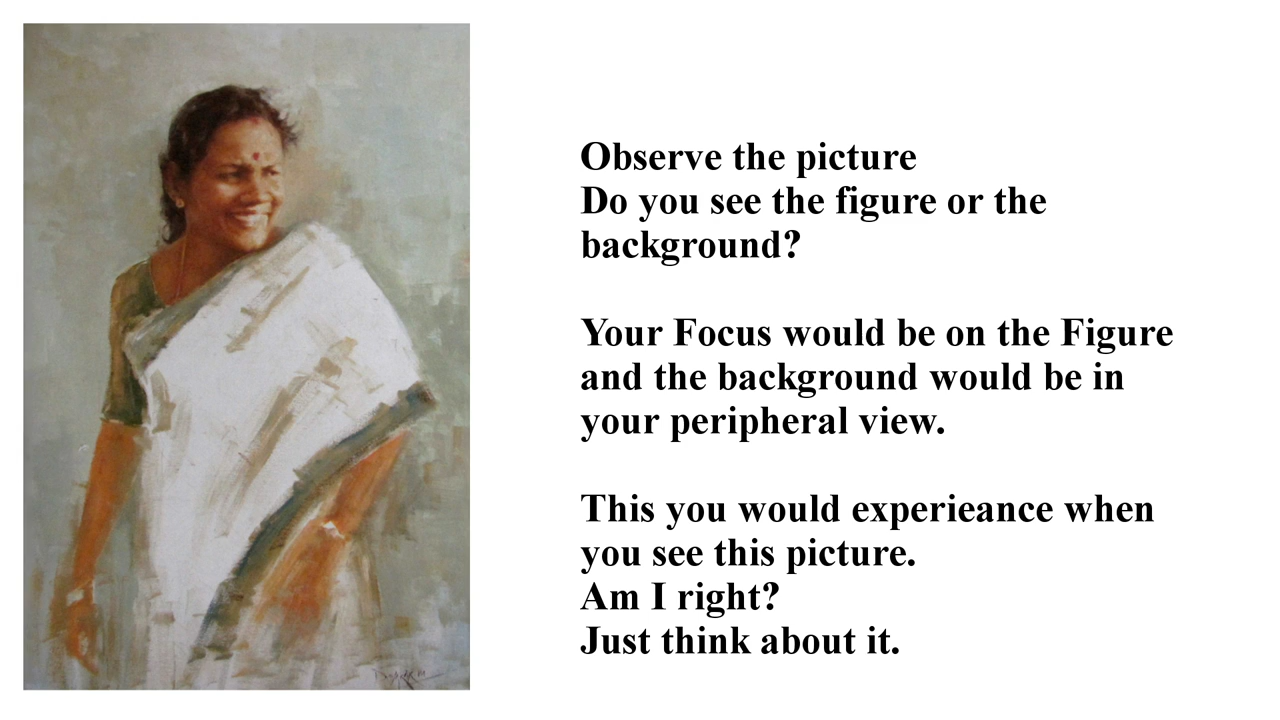 Observe the picture
Do you see the figure or the
background?
Your Focus would be on the Figure
and the background would be in
your peripheral view.
This you would experieance when
you see this picture.
Am I right?
Just think about it.